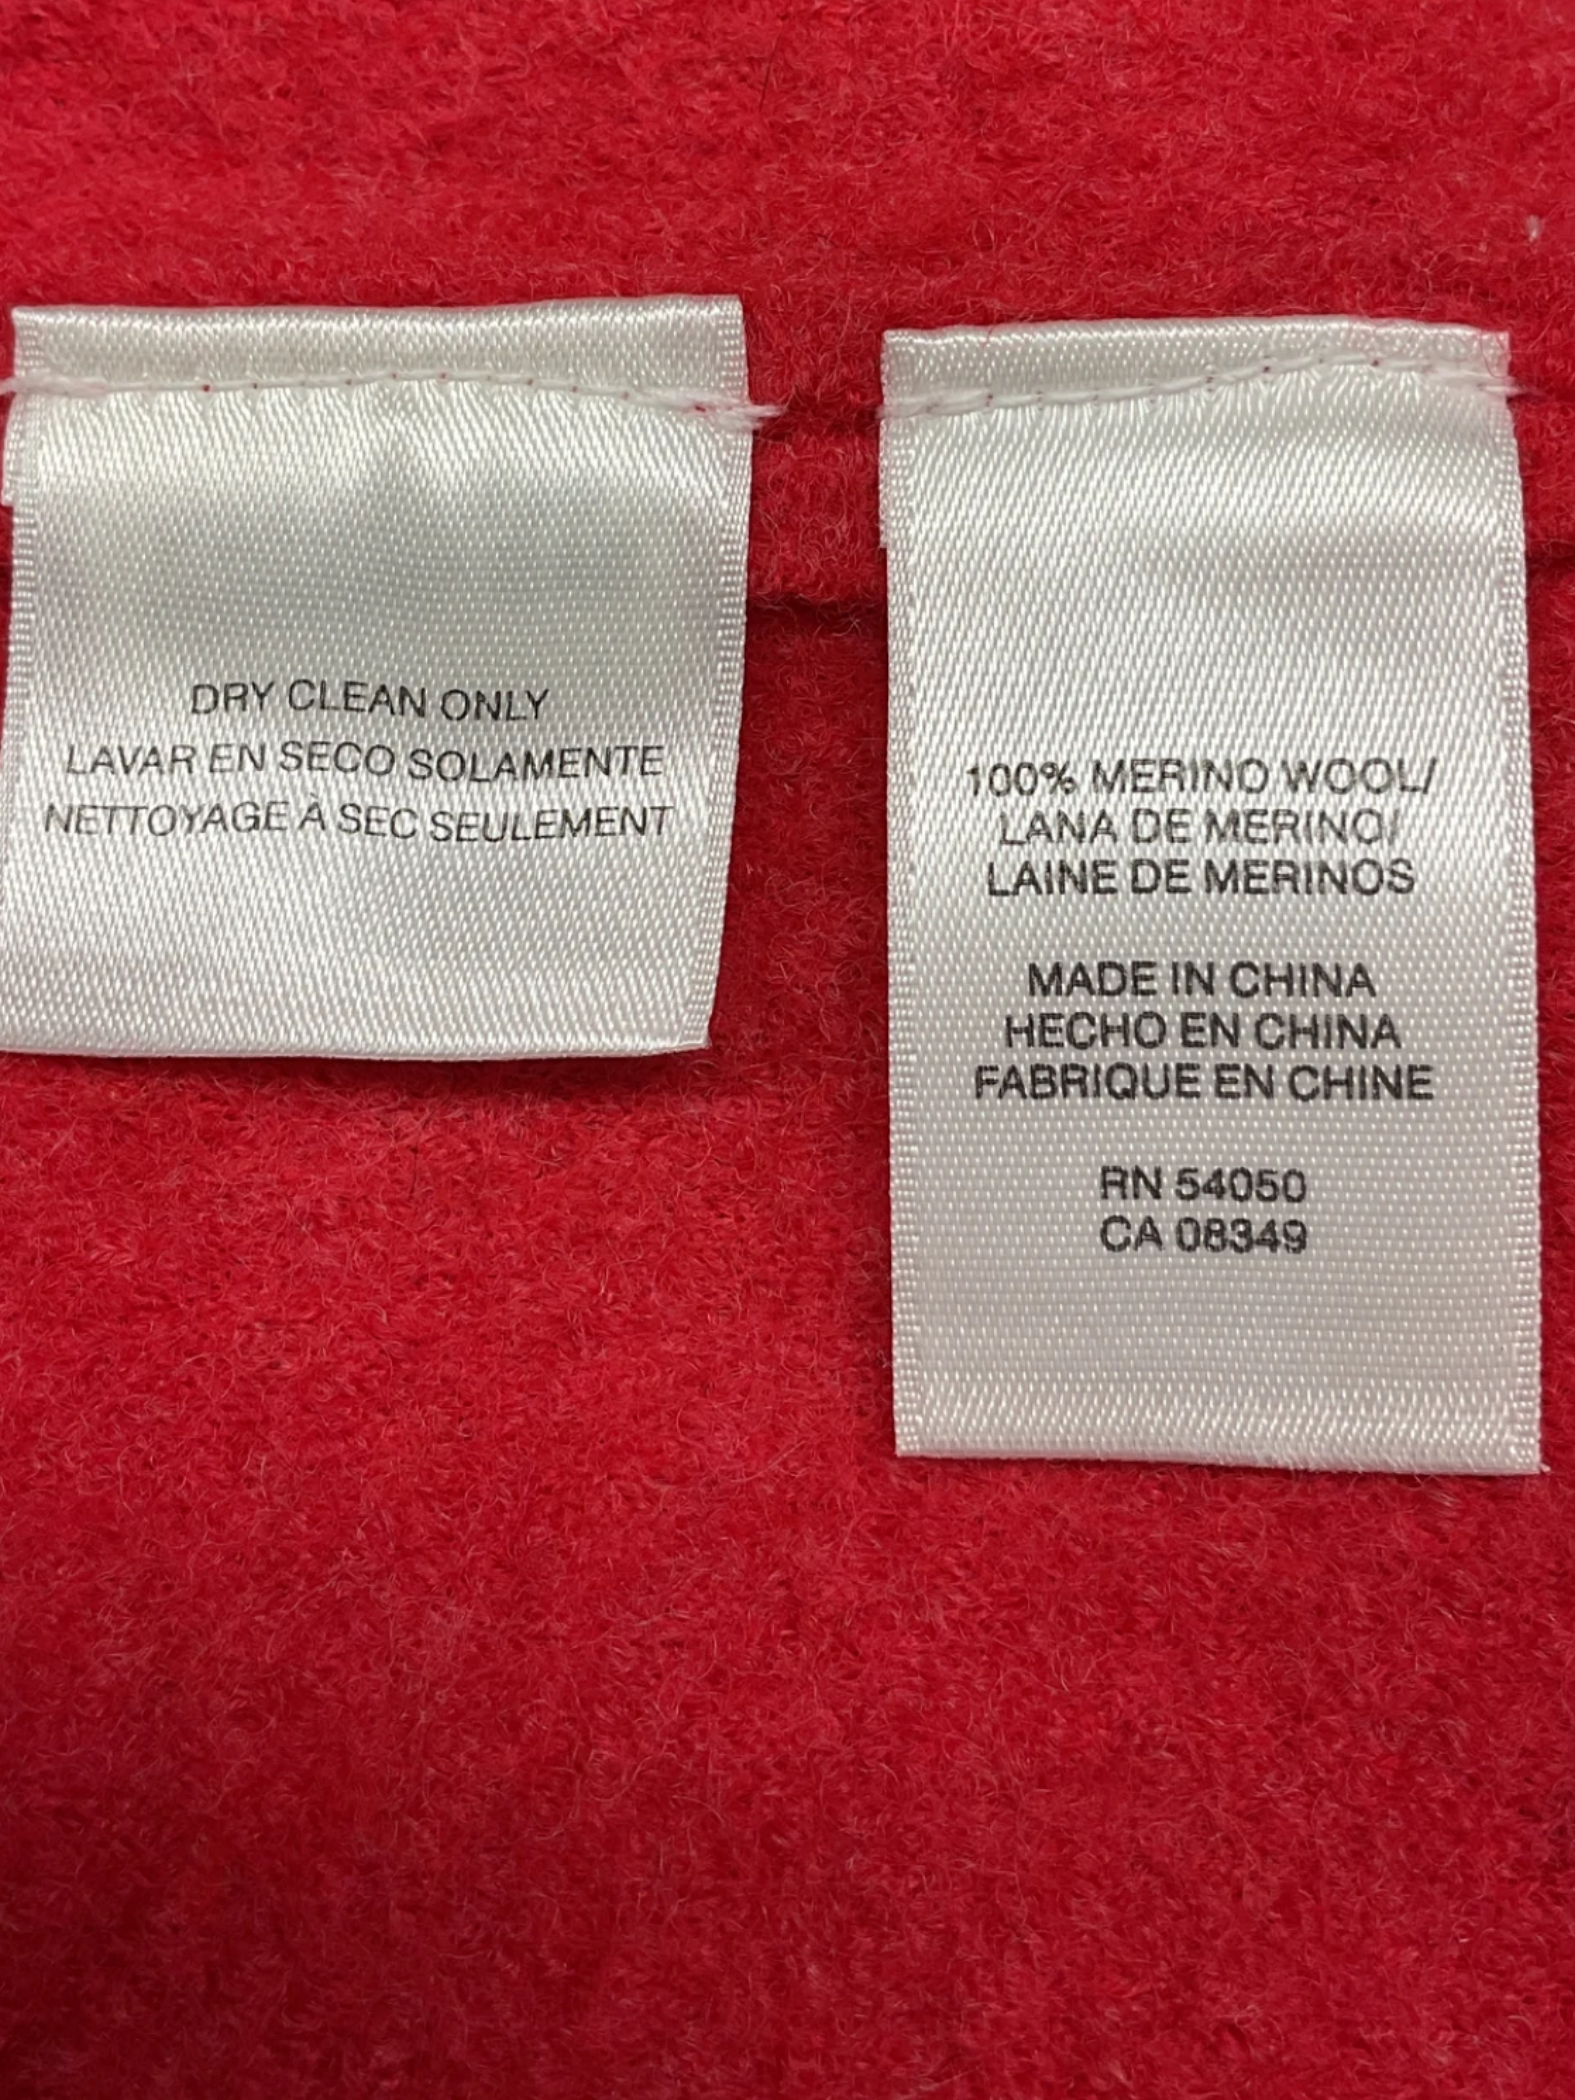 DRY CLEAN ONLY
LAVAR EN SECO SOLAMENTE
NETTOYAGE À SEC SEULEMENT
100% MERINO WOOL/
LANA DE MERINO/
LAINE DE MERINOS
MADE IN CHINA
HECHO EN CHINA
FABRIQUE EN CHINE
RN 54050
CA 08349